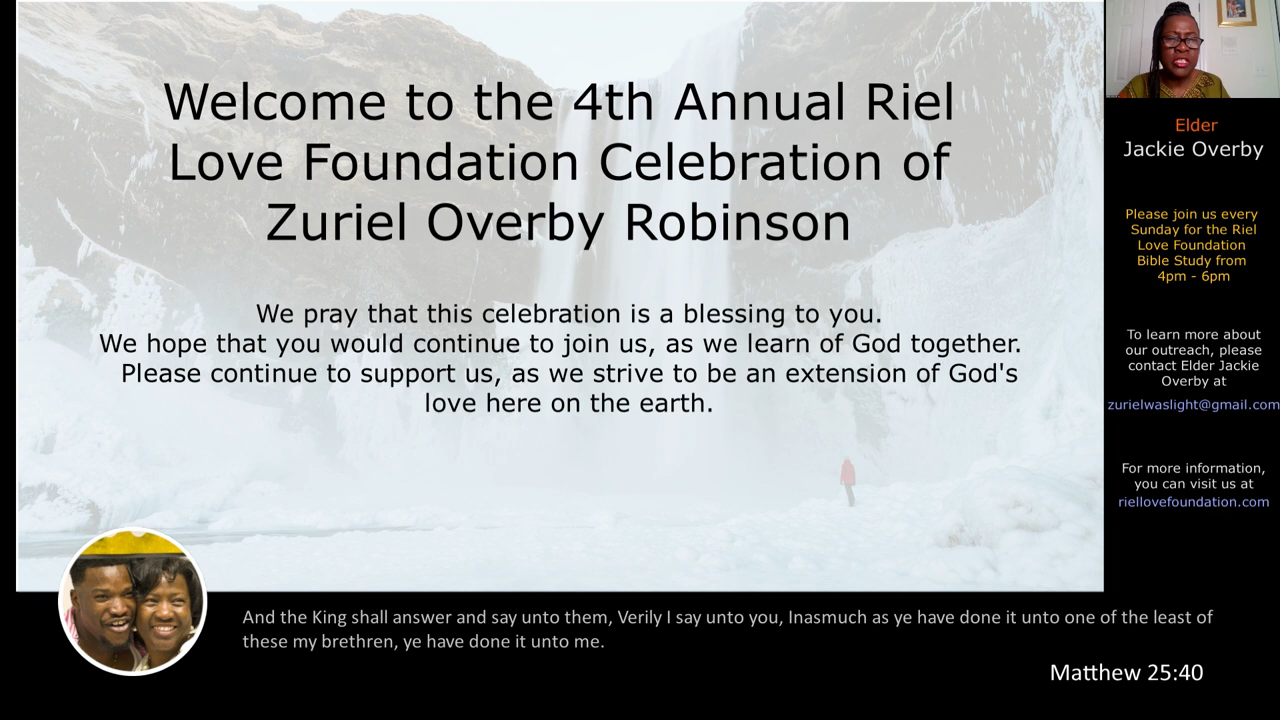 Welcome to the 4th Annual Riel
Love Foundation Celebration of
Zuriel Overby Robinson
We pray that this celebration is a blessing to you.
We hope that you would continue to join us, as we learn of God together.
Please continue to support us, as we strive to be an extension of God's
love here on the earth.
Elder
Jackie Overby
Please join us every
Sunday for the Riel
Love Foundation
Bible Study from
4pm - 6pm
To learn more about
our outreach, please
contact Elder Jackie
Overby at
zurielwaslight@gmail.com
For more information,
you can visit us at
riellovefoundation.com
And the King shall answer and say unto them, Verily I say unto you, Inasmuch as ye have done it unto one of the least of
these my brethren, ye have done it unto me.
Matthew 25:40